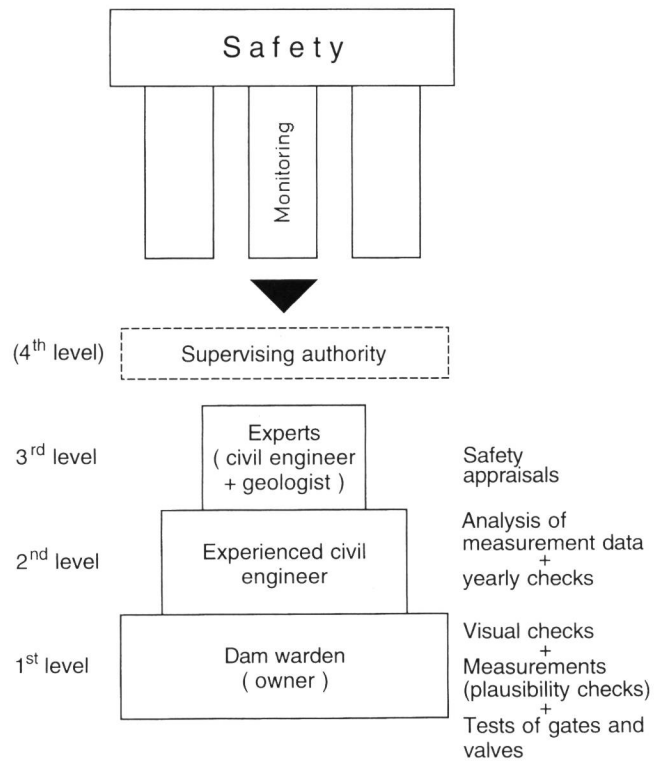 Safety
Monitoring
(4th level)
Supervising authority
3rd level
Experts
( civil engineer
+ geologist )
Safety
appraisals
2nd level
Experienced civil
engineer
Analysis of
measurement data
+
yearly checks
1st level
Dam warden
( owner )
Visual checks
+
Measurements
(plausibility checks)
+
Tests of gates and
valves